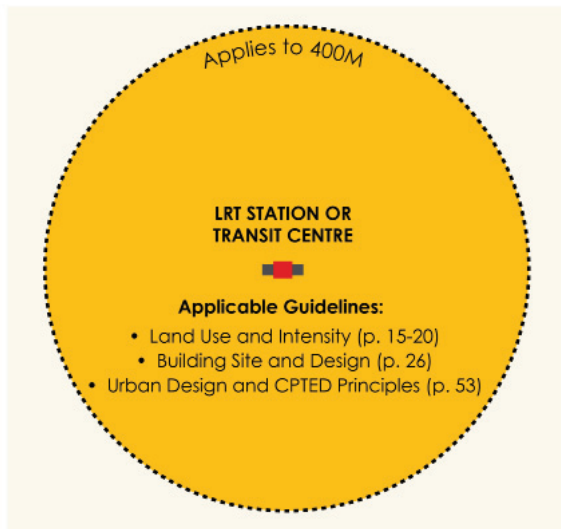 Applies to 400M
LRT STATION OR
TRANSIT CENTRE
Applicable Guidelines:
• Land Use and Intensity (p. 15-20)
• Building Site and Design (p. 26)
• Urban Design and CPTED Principles (p. 53)